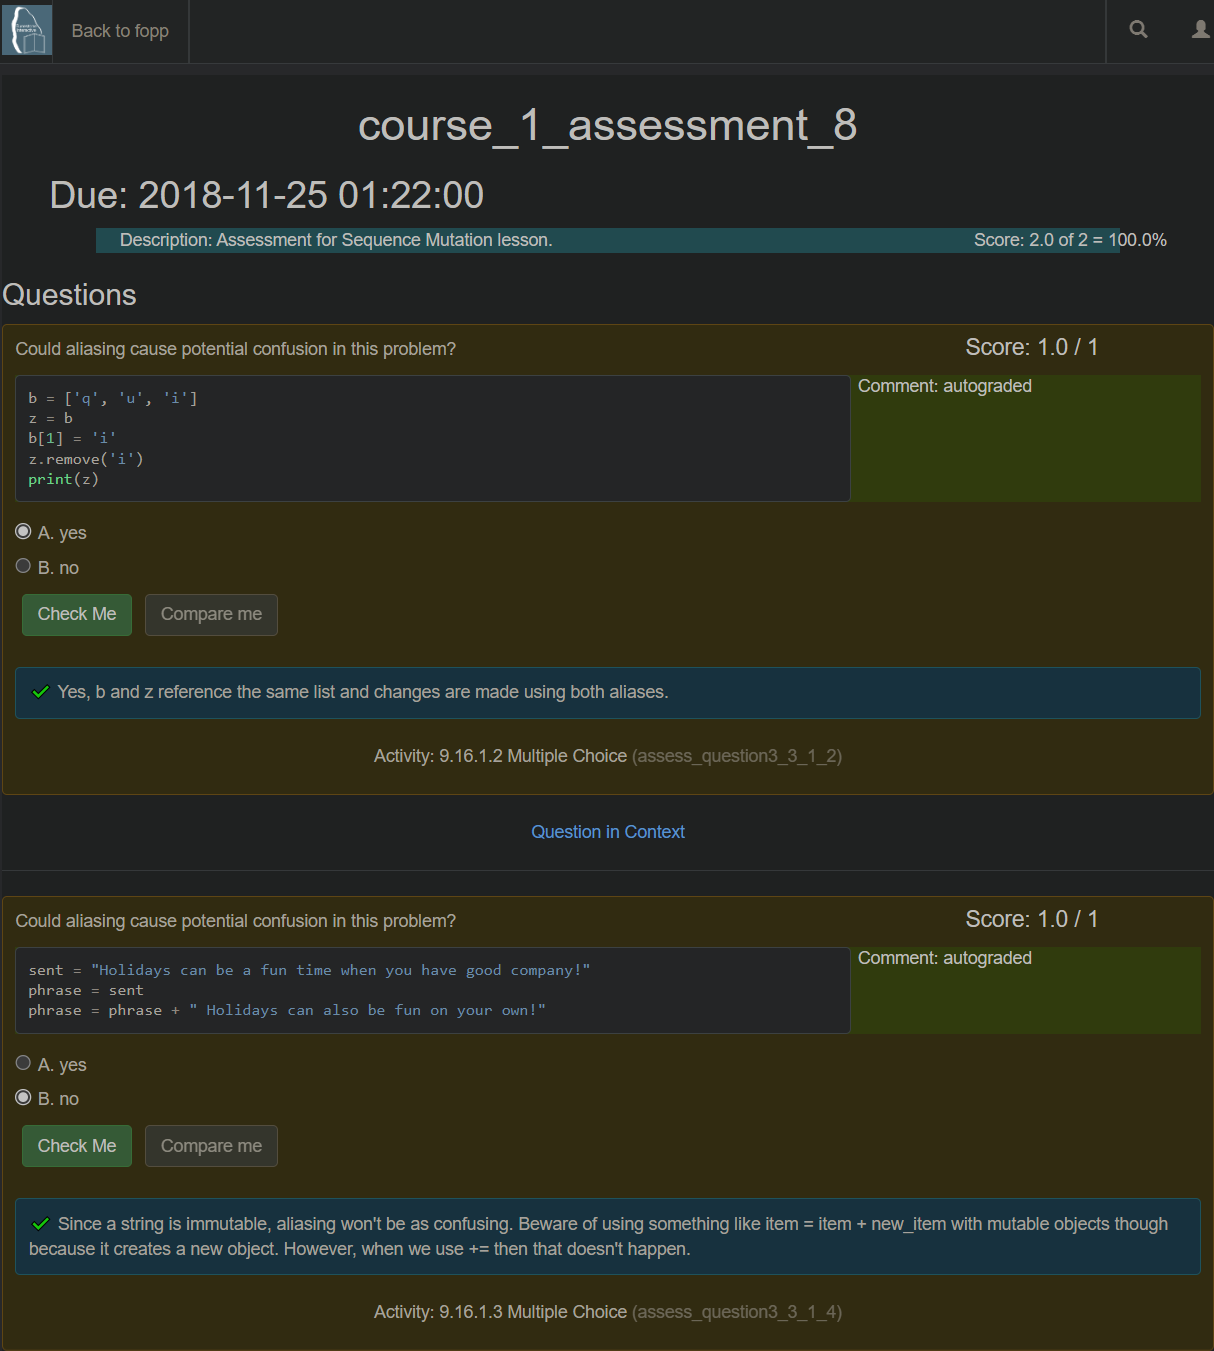 Back to fopp
course_1_assessment_8
Due: 2018-11-25 01:22:00
Description: Assessment for Sequence Mutation lesson.
Score: 2.0 of 2 = 100.0%
Questions
Could aliasing cause potential confusion in this problem?
Score: 1.0 / 1
b = ['q', 'u', 'i']
z = b
b[1] = 'i'
z.remove('i')
print(z)
Comment: autograded
A. yes
B. no
Check Me
Compare me
Yes, b and z reference the same list and changes are made using both aliases.
Activity: 9.16.1.2 Multiple Choice (assess_question3_3_1_2)
Question in Context
Could aliasing cause potential confusion in this problem?
Score: 1.0 / 1
sent = "Holidays can be a fun time when you have good company!"
phrase = sent
phrase = phrase + " Holidays can also be fun on your own!"
Comment: autograded
A. yes
B. no
Check Me
Compare me
Since a string is immutable, aliasing won't be as confusing. Beware of using something like item = item + new_item with mutable objects though
because it creates a new object. However, when we use += then that doesn't happen.
Activity: 9.16.1.3 Multiple Choice (assess_question3_3_1_4)